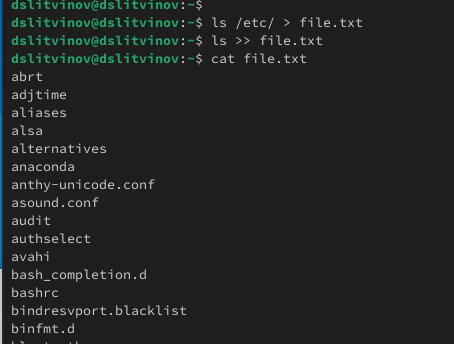 dslitvinov@dslitvinov:~$
dslitvinov@dslitvinov:~$ ls /etc/ > file.txt
dslitvinov@dslitvinov:~$ ls >> file.txt
dslitvinov@dslitvinov:~$ cat file.txt
abrt
adjtime
aliases
alsa
alternatives
anaconda
anthy-unicode.conf
asound.conf
audit
authselect
avahi
bash_completion.d
bashrc
bindresvport.blacklist
binfmt.d